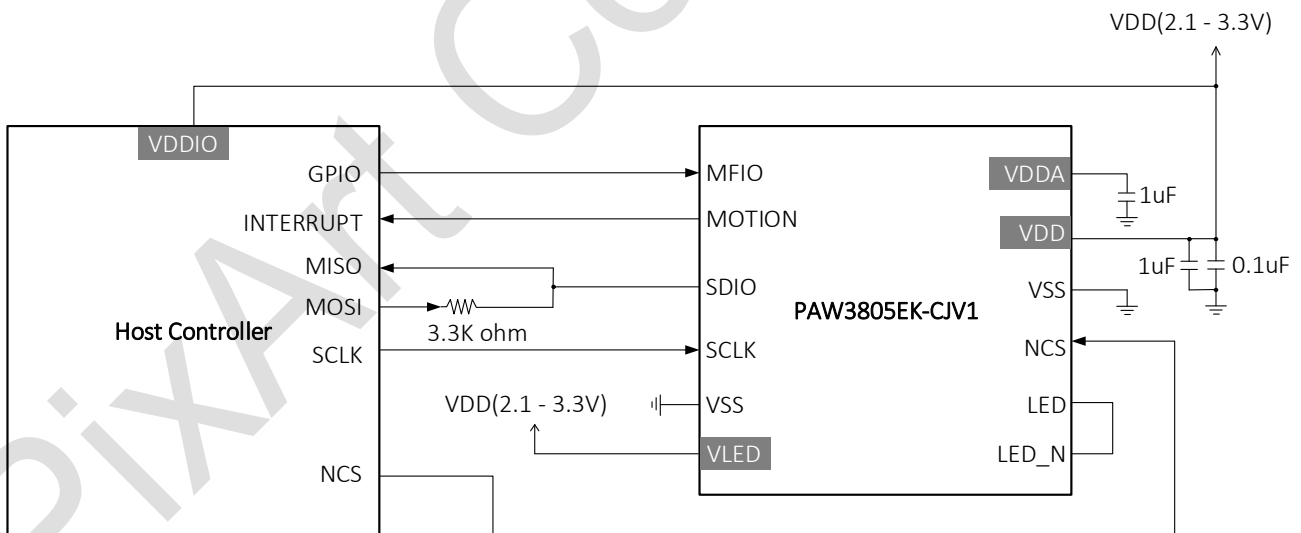 VDD(2.1 - 3.3V)
VDDIO
GPIO
INTERRUPT
MISO
MOSI
SCLK
NCS
Host Controller
3.3K ohm
VDD(2.1 - 3.3V)
MFIO
MOTION
SDIO
SCLK
VSS
VLED
PAW3805EK-CJV1
VDDA
VDD
VSS
NCS
LED
LED_N
1uF
1uF
0.1uF
PixArt Co